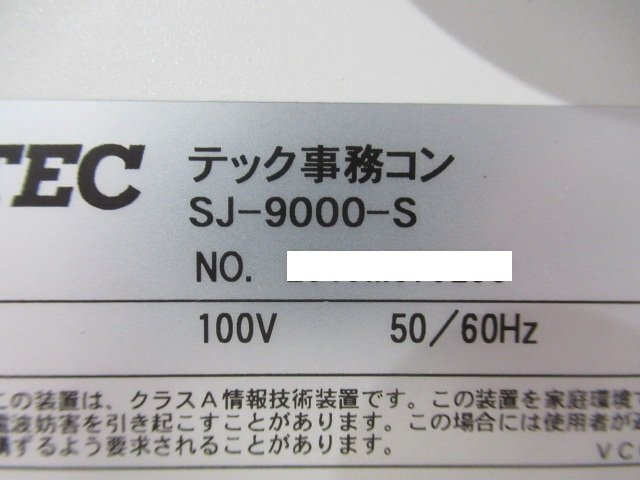 TEC
テック事務コン
SJ-9000-S
NO.
100V 50/60Hz
この装置は、クラスA情報技術装置です。この装置を家庭環境で
電波妨害を引き起こすことがあります。この場合には使用者が
講ずるよう要求されることがあります。
VC